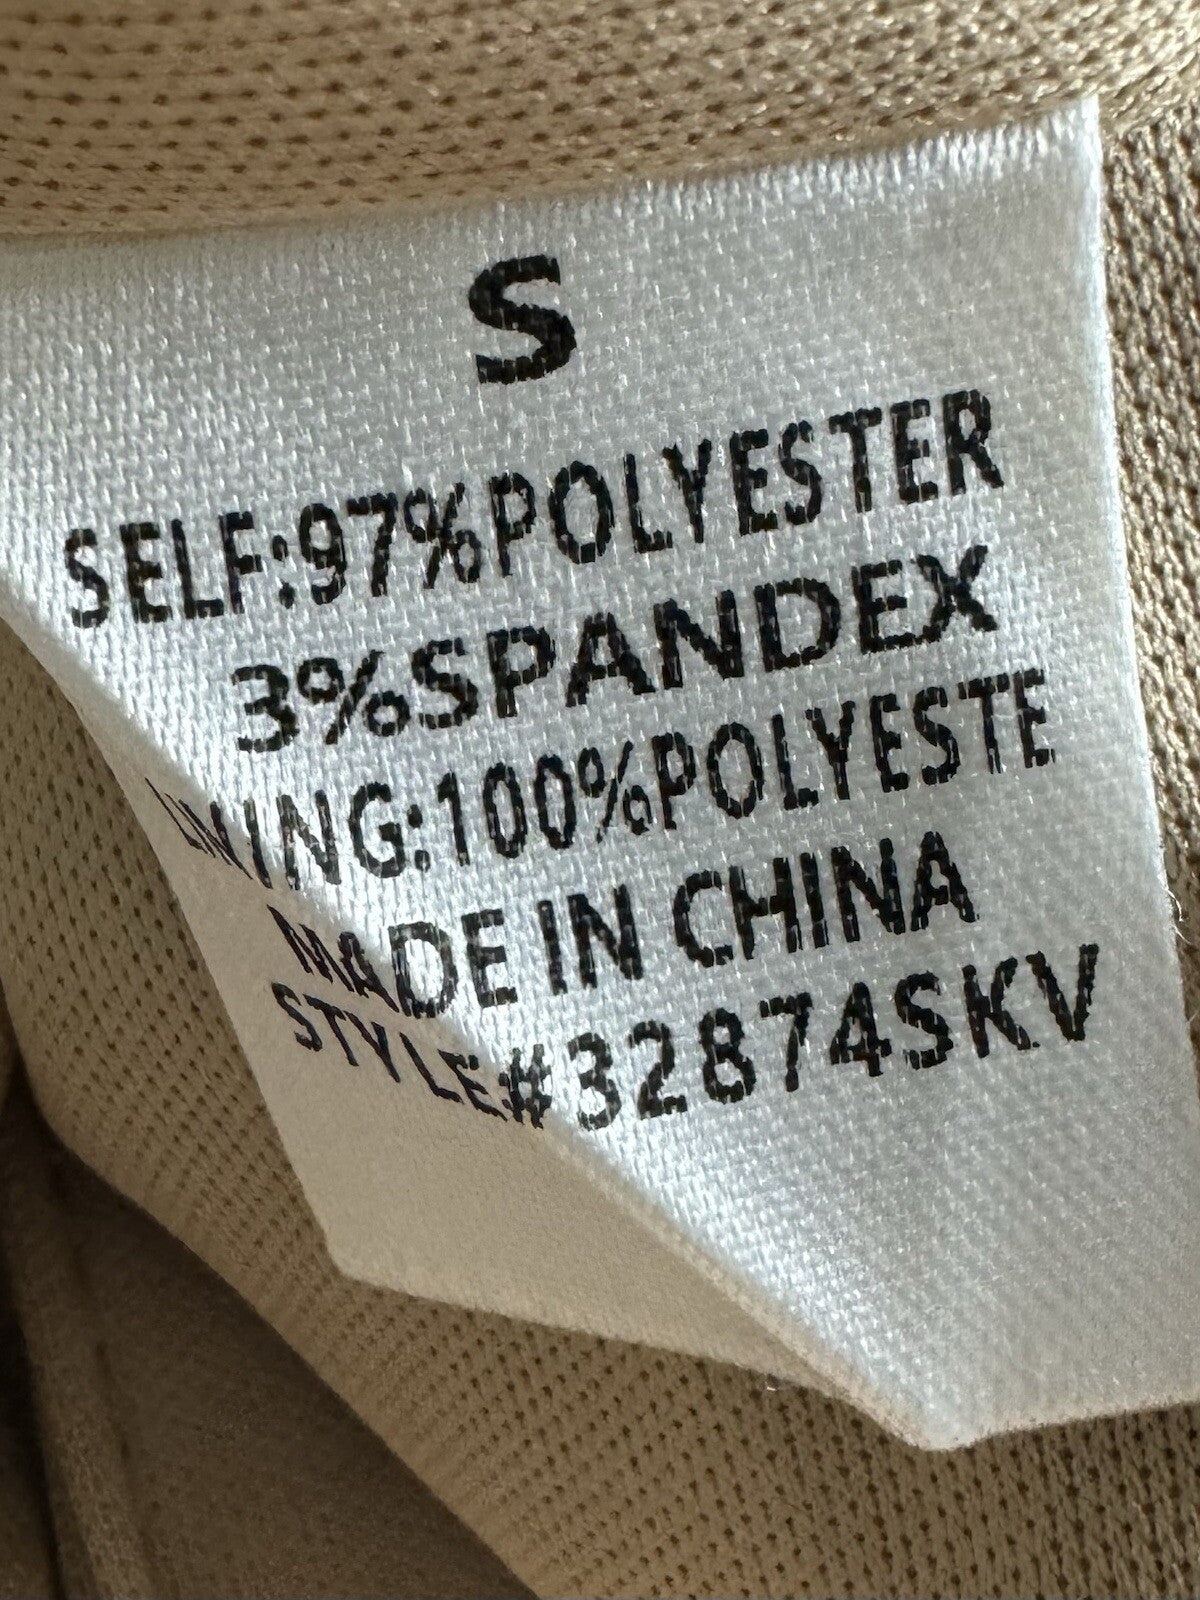 S
SELF:97%POLYESTER
3%SPANDEX
LINING:100%POLYESTE
MADE IN CHINA
STYLE#32874SKV